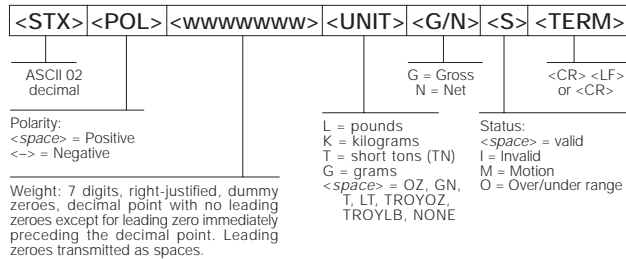 <STX> <POL> <wwwwwww> <UNIT> <G/N> <S> <TERM>
ASCII 02
decimal
G = Gross
N = Net
<CR> <LF>
or <CR>
Polarity:
<space> = Positive
<–> = Negative
L = pounds
K = kilograms
T = short tons (TN)
G = grams
<space> = OZ, GN,
T, LT, TROYOZ,
TROYLB, NONE
Status:
<space> = valid
I = Invalid
M = Motion
O = Over/under range
Weight: 7 digits, right-justified, dummy
zeroes, decimal point with no leading
zeroes except for leading zero immediately
preceding the decimal point. Leading
zeroes transmitted as spaces.